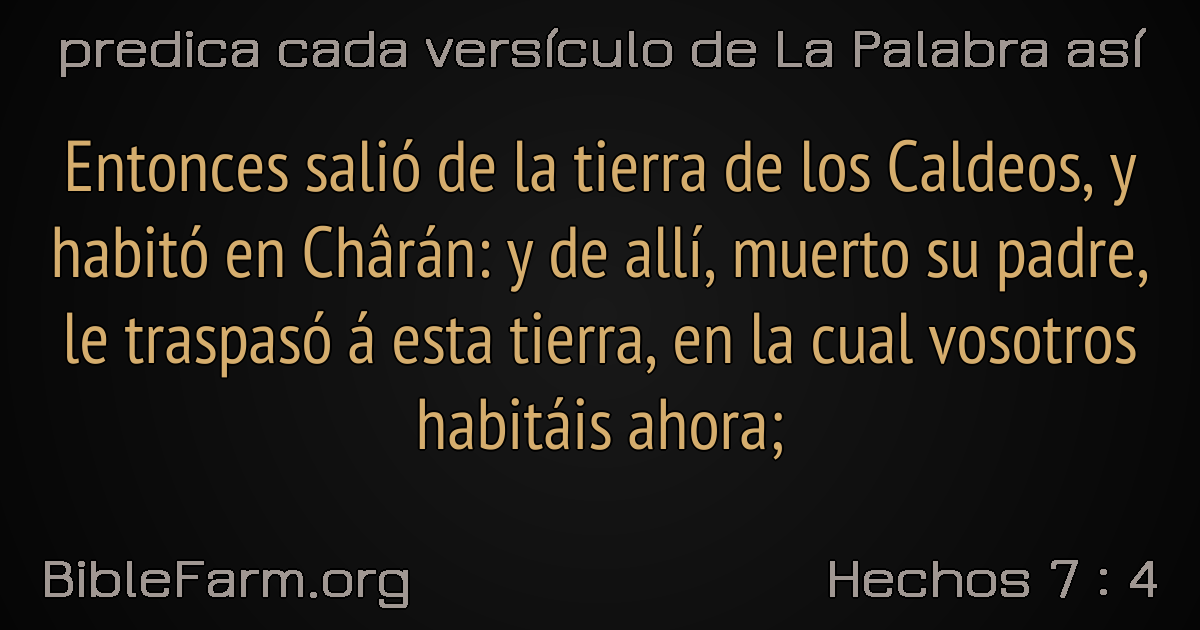 predica cada versículo de La Palabra así
Entonces salió de la tierra de los Caldeos, y
habitó en Chârán: y de allí, muerto su padre,
le traspasó á esta tierra, en la cual vosotros
habitáis ahora;
BibleFarm.org
Hechos 7 : 4